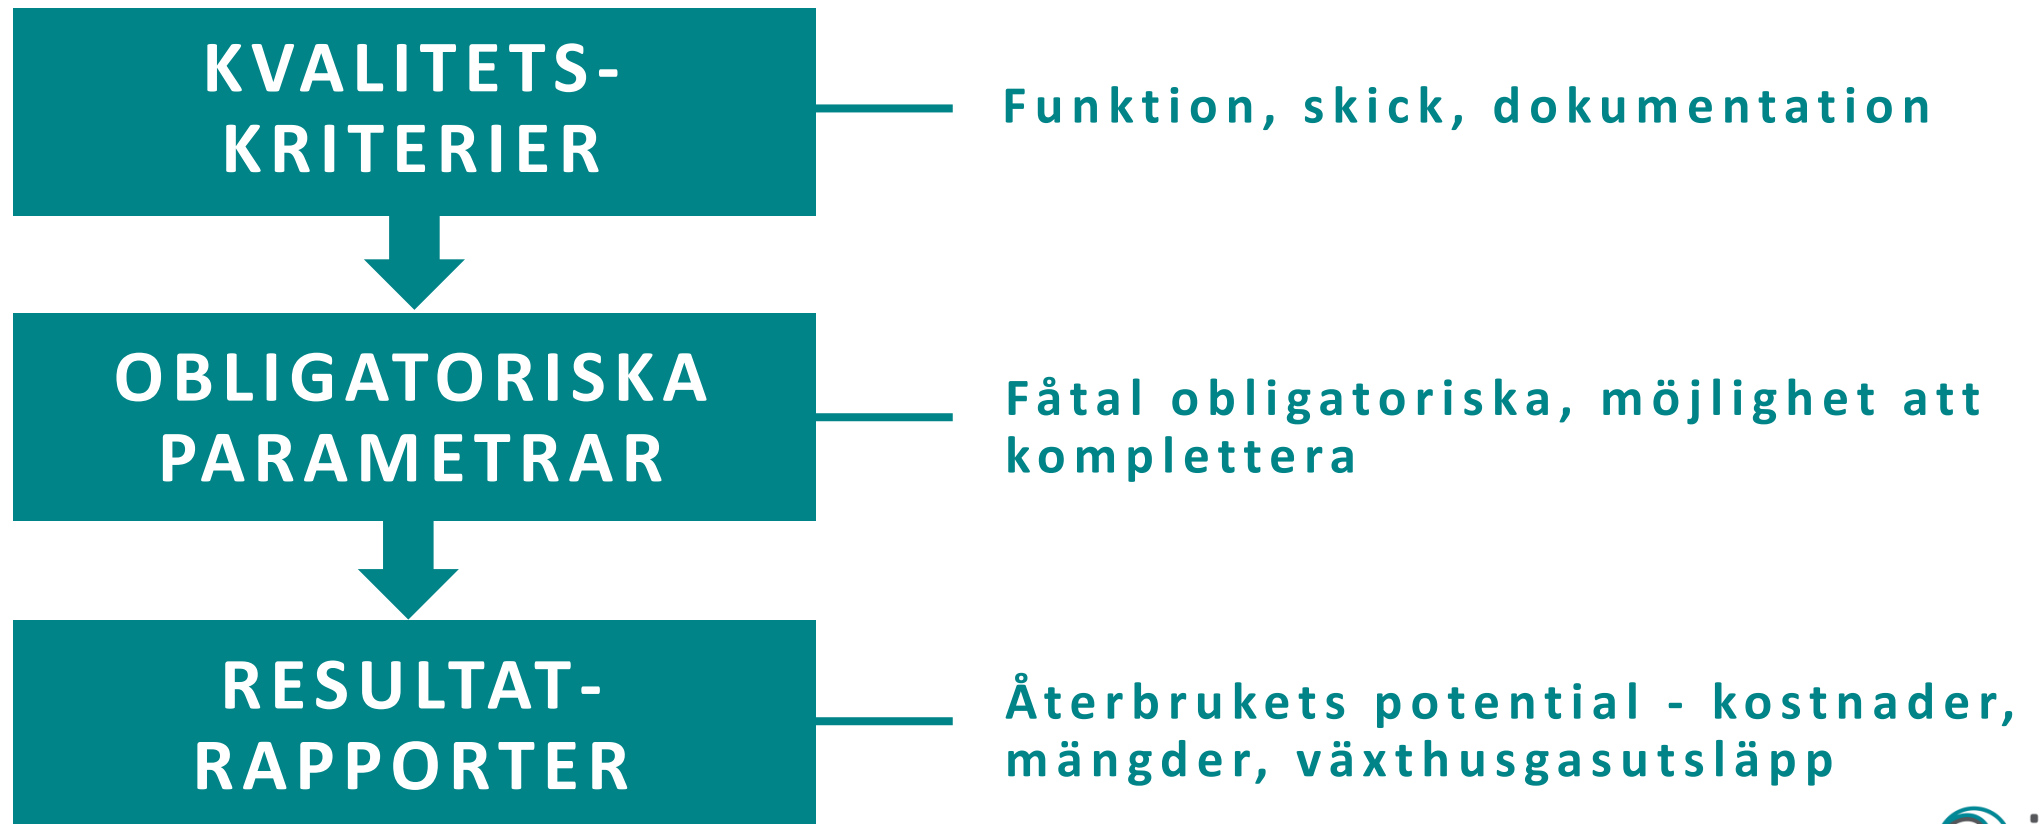 KVALITETS-
KRITERIER
Funktion, skick, dokumentation
OBLIGATORISKA
PARAMETRAR
Fåtal obligatoriska, möjlighet att
komplettera
RESULTAT-
RAPPORTER
Återbrukets potential - kostnader,
mängder, växthusgasutsläpp